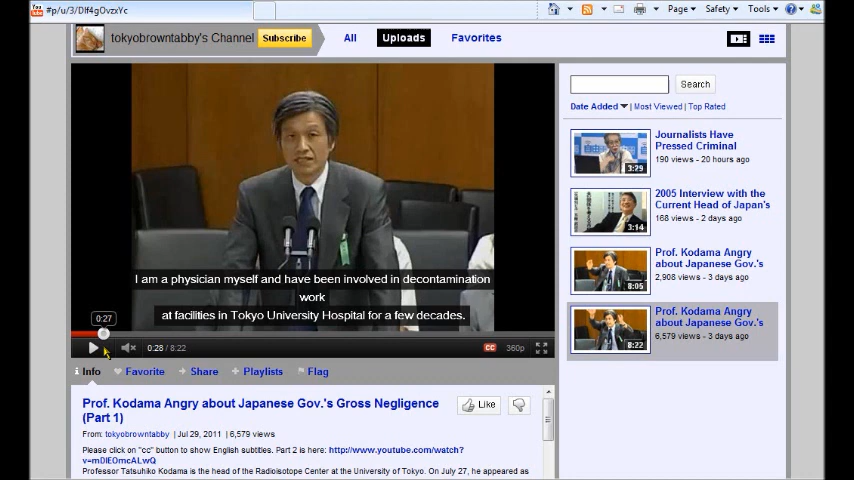 You Tube
#p/u/3/DIf4gOvzxYc
Page
Safety
Tools
tokyobrowntabby's Channel
Subscribe
All
Uploads
Favorites
Search
Date Added | Most Viewed | Top Rated
Journalists Have
Pressed Criminal
190 views - 20 hours ago
3:29
2005 Interview with the
Current Head of Japan's
168 views - 2 days ago
3:14
Prof. Kodama Angry
about Japanese Gov.'s
2,908 views - 3 days ago
8:05
Prof. Kodama Angry
about Japanese Gov.'s
6,579 views - 3 days ago
8:22
I am a physician myself and have been involved in decontamination
work
at facilities in Tokyo University Hospital for a few decades.
0:27
0:28 / 8:22
CC
360p
Info
Favorite
Share
Playlists
Flag
Prof. Kodama Angry about Japanese Gov.'s Gross Negligence
(Part 1)
Like
From: tokyobrowntabby | Jul 29, 2011 | 6,579 views
Please click on "cc" button to show English subtitles. Part 2 is here: http://www.youtube.com/watch?
v=mDlEOmcALwQ
Professor Tatsuhiko Kodama is the head of the Radioisotope Center at the University of Tokyo. On July 27, he appeared as